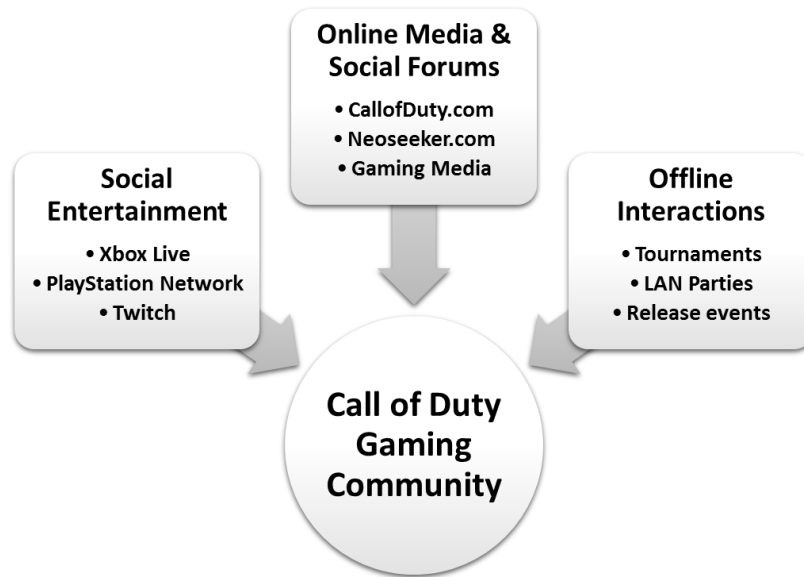 Online Media &
Social Forums
• CallofDuty.com
• Neoseeker.com
• Gaming Media
Social
Entertainment
• Xbox Live
• PlayStation Network
• Twitch
Offline
Interactions
• Tournaments
• LAN Parties
• Release events
Call of Duty
Gaming
Community